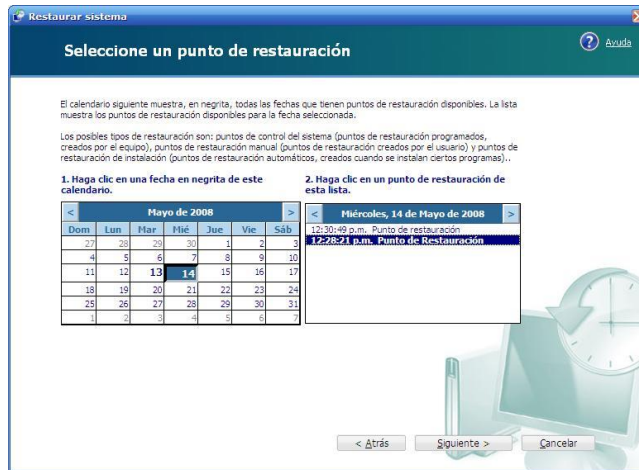 Restaurar sistema
Seleccione un punto de restauración
Ayuda
El calendario siguiente muestra, en negrita, todas las fechas que tienen puntos de restauración disponibles. La lista
muestra los puntos de restauración disponibles para la fecha seleccionada.
Los posibles tipos de restauración son: puntos de control del sistema (puntos de restauración programados,
creados por el equipo), puntos de restauración manual (puntos de restauración creados por el usuario) y puntos de
restauración de instalación (puntos de restauración automáticos, creados cuando se instalan ciertos programas)..
1. Haga clic en una fecha en negrita de este
calendario.
< Mayo de 2008 >
Dom Lun Mar Mié Jue Vie Sáb
27 28 29 30 1 2 3
4 5 6 7 8 9 10
11 12 13 14 15 16 17
18 19 20 21 22 23 24
25 26 27 28 29 30 31
1 2 3 4 5 6 7
2. Haga clic en un punto de restauración de
esta lista.
< Miércoles, 14 de Mayo de 2008 >
12:30:49 p.m. Punto de restauración
12:28:21 p.m. Punto de Restauración
< Atrás
Siguiente >
Cancelar